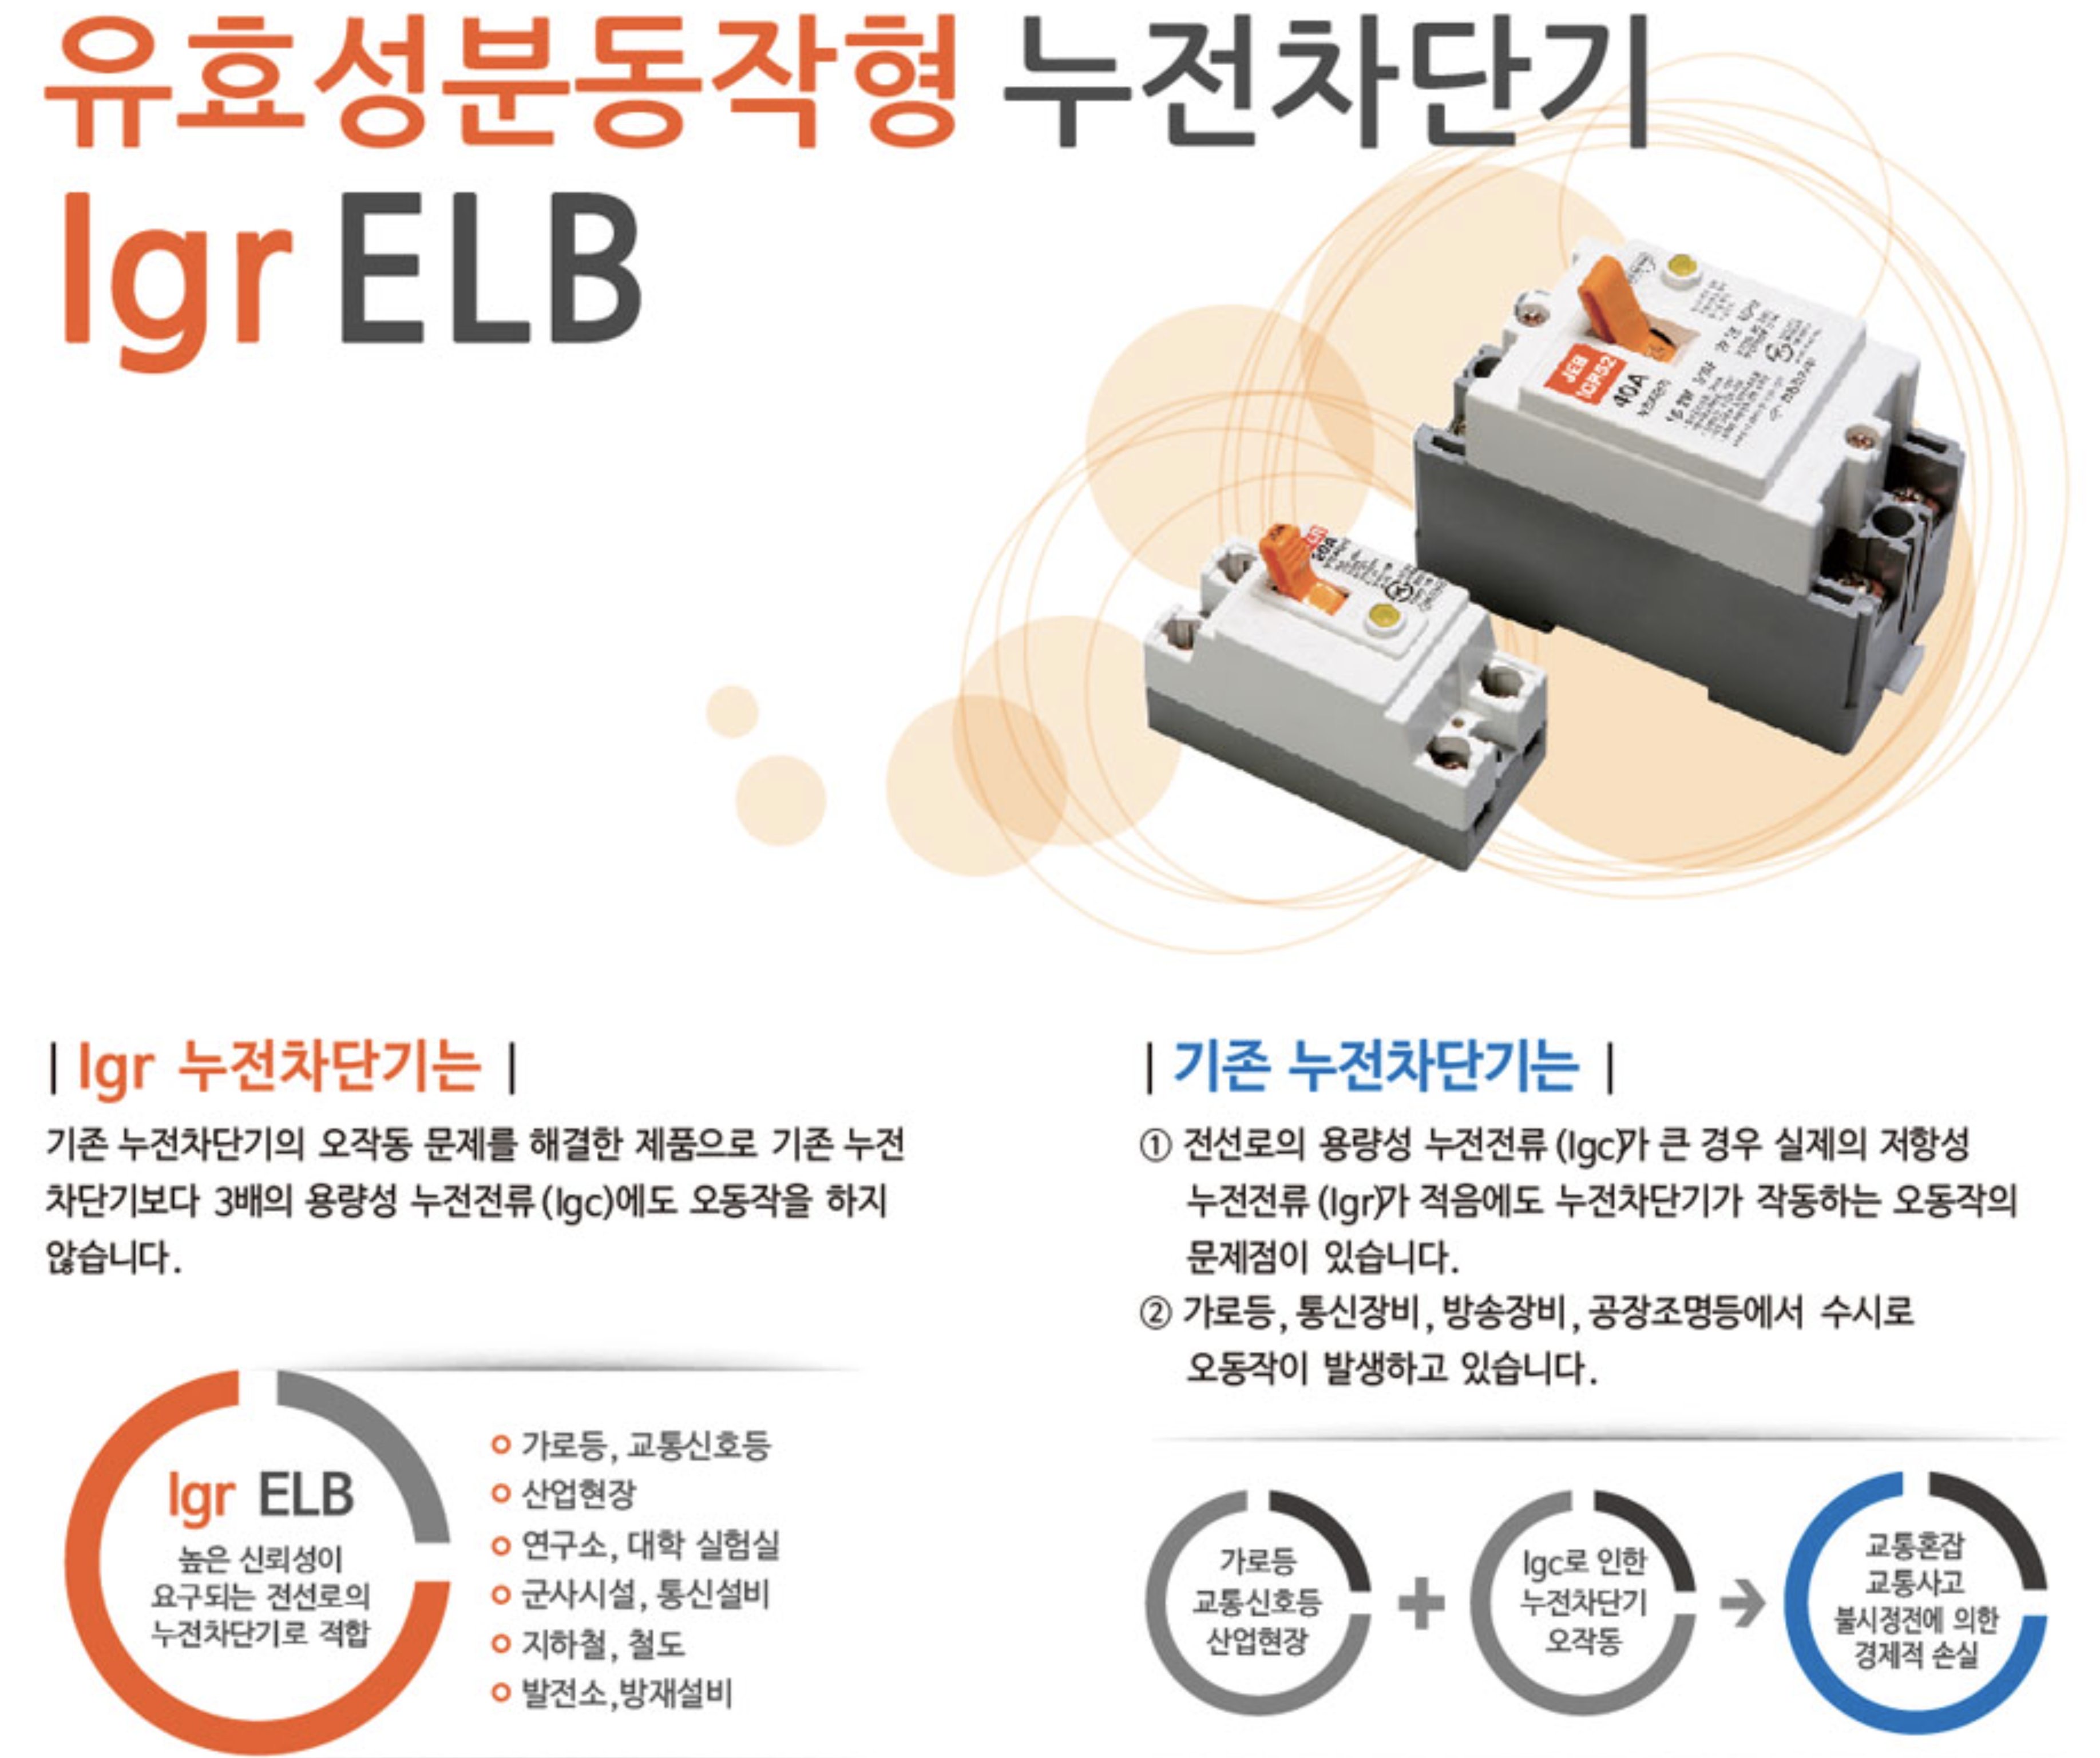 유효성분동작형 누전차단기
Igr ELB
JEB
IGR52
40A
20A
| Igr 누전차단기는 |
기존 누전차단기의 오작동 문제를 해결한 제품으로 기존 누전
차단기보다 3배의 용량성 누전전류(Igc)에도 오동작을 하지
않습니다.
Igr ELB
높은 신뢰성이
요구되는 전선로의
누전차단기로 적합
가로등, 교통신호등
산업현장
연구소, 대학 실험실
군사시설, 통신설비
지하철, 철도
발전소,방재설비
| 기존 누전차단기는 |
① 전선로의 용량성 누전전류(Igc)가 큰 경우 실제의 저항성
누전전류(Igr)가 적음에도 누전차단기가 작동하는 오동작의
문제점이 있습니다.
② 가로등, 통신장비, 방송장비, 공장조명등에서 수시로
오동작이 발생하고 있습니다.
가로등
교통신호등
산업현장
+
Igc로 인한
누전차단기
오작동
교통혼잡
교통사고
불시정전에 의한
경제적 손실